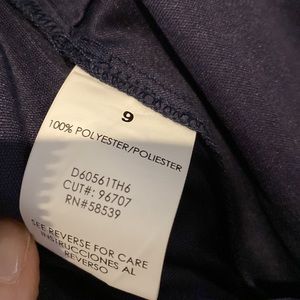 9
100% POLYESTER/POLIESTER
D60561TH6
CUT#: 96707
RN#58539
SEE REVERSE FOR CARE
INSTRUCCIONES AL
REVERSO